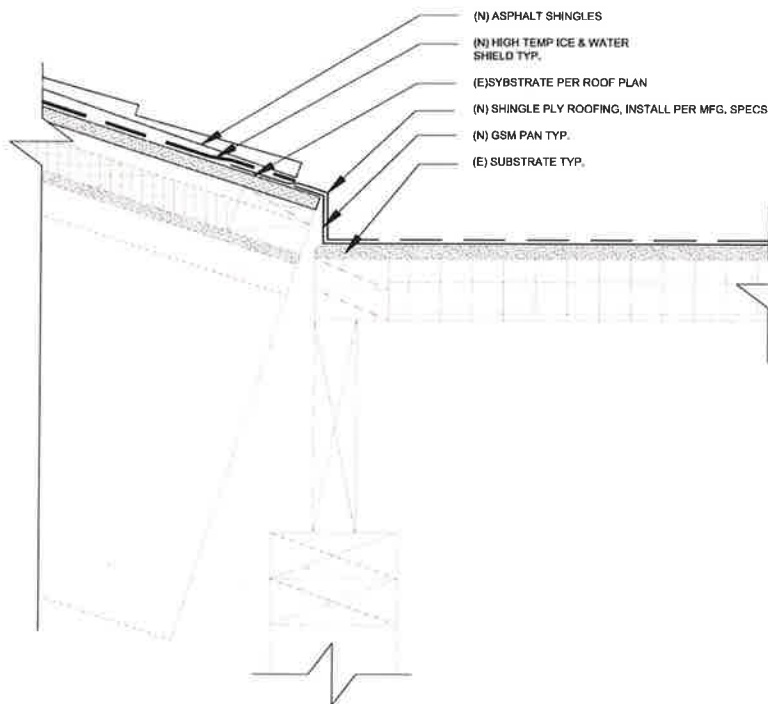 (N) ASPHALT SHINGLES
(N) HIGH TEMP ICE & WATER
SHIELD TYP.
(E)SYBSTRATE PER ROOF PLAN
(N) SHINGLE PLY ROOFING, INSTALL PER MFG. SPECS
(N) GSM PAN TYP.
(E) SUBSTRATE TYP.